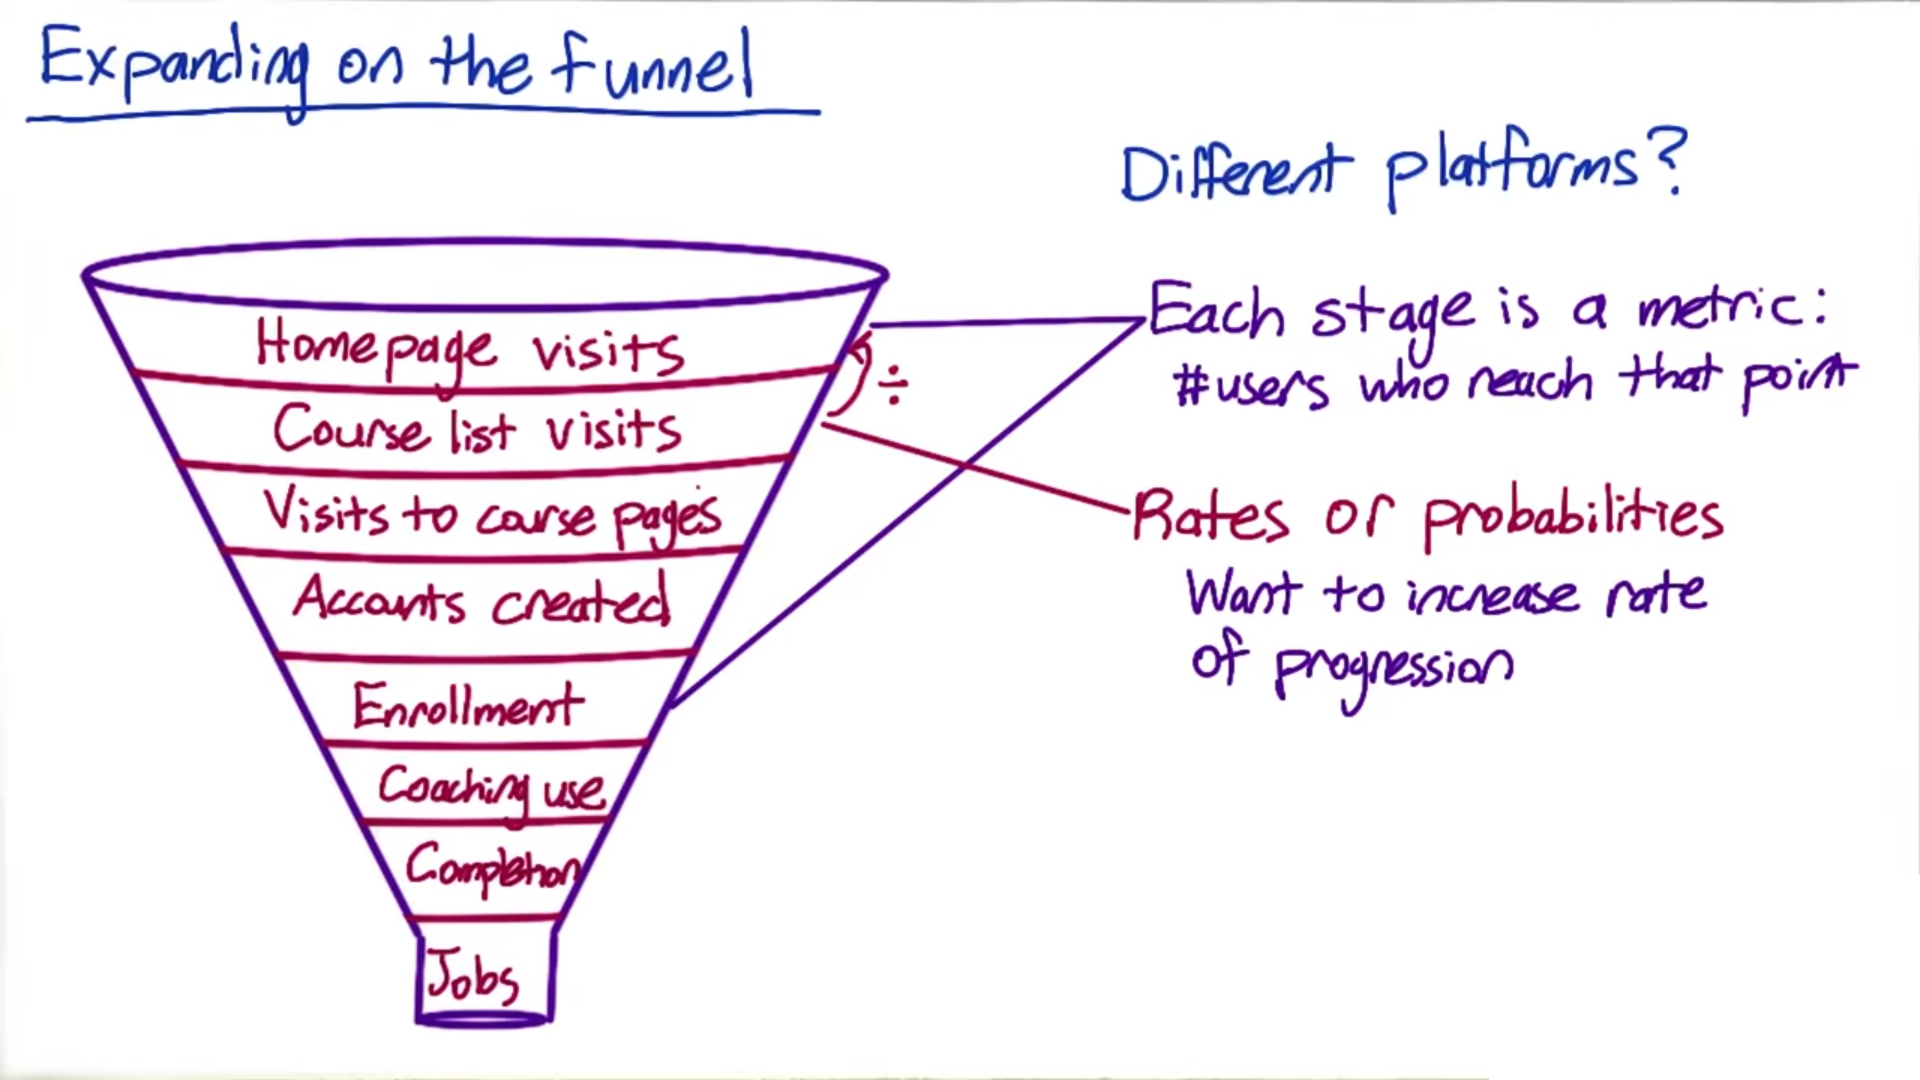 Expanding on the funnel
Different platforms?
Homepage visits
Course list visits
Visits to course pages
Accounts created
Enrollment
Coaching use
Completion
Jobs
÷
Each stage is a metric:
#users who reach that point
Rates or probabilities
Want to increase rate
of progression